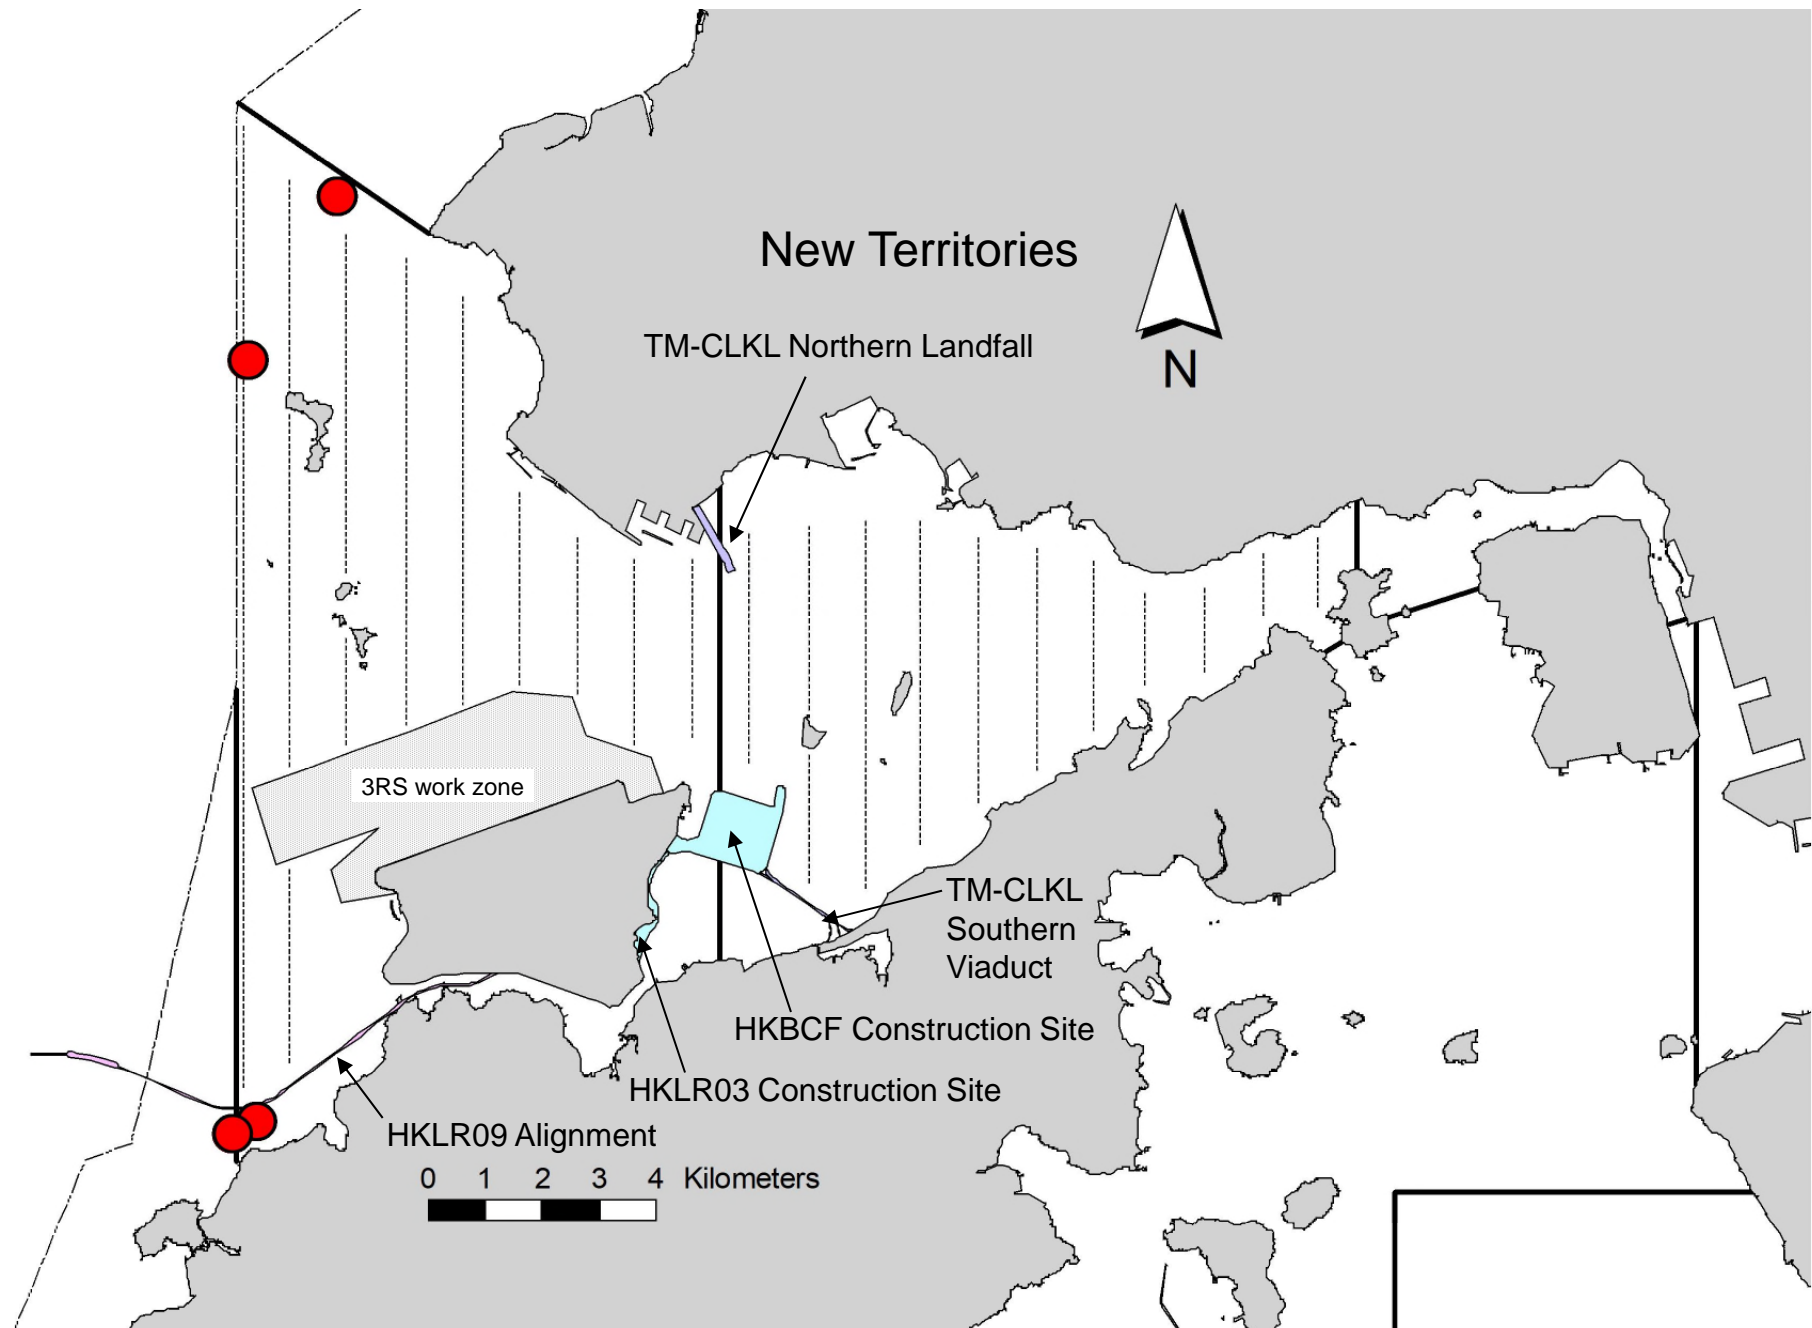 New Territories
TM-CLKL Northern Landfall
N
3RS work zone
TM-CLKL
Southern
Viaduct
HKBCF Construction Site
HKLR03 Construction Site
HKLR09 Alignment
0 1 2 3 4 Kilometers